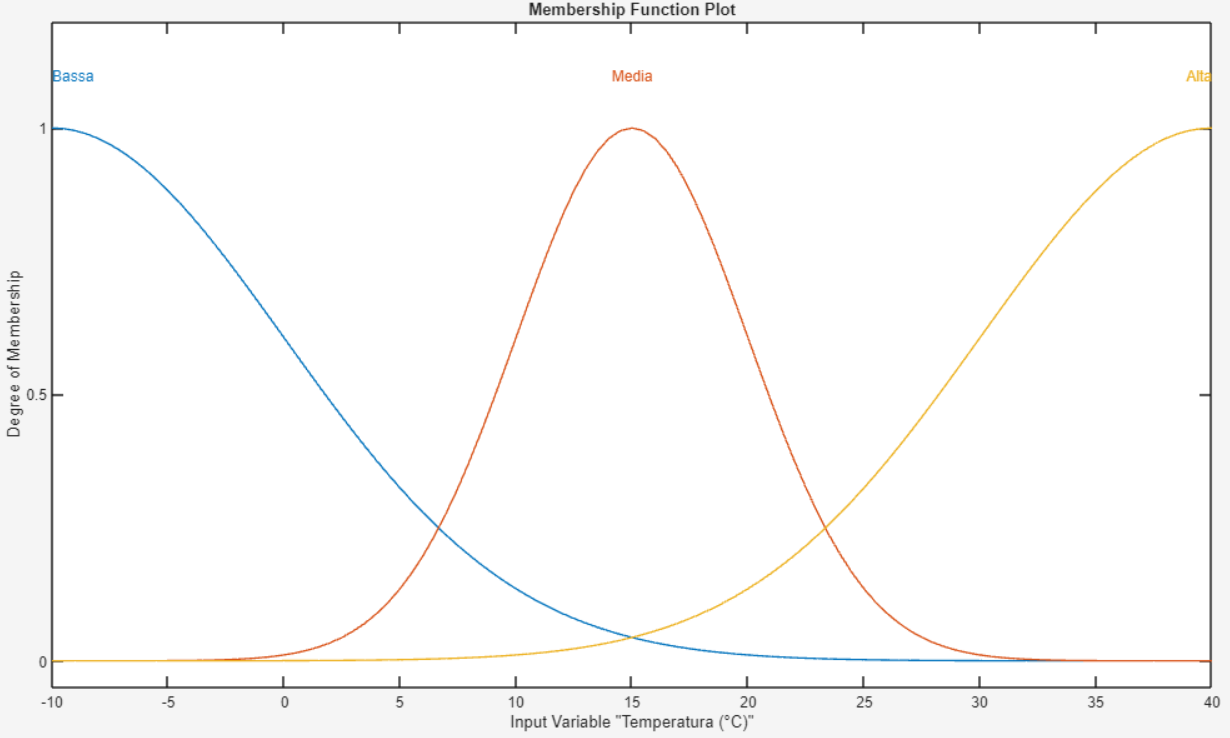 Membership Function Plot
Bassa Media Alta
1
Degree of Membership
0.5
0
-10 -5 0 5 10 15 20 25 30 35 40
Input Variable "Temperatura (°C)"